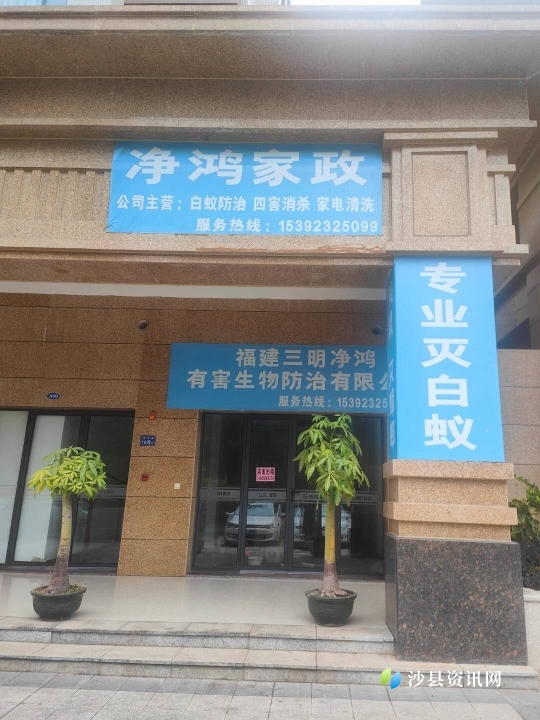 净鸿家政
公司主营：白蚁防治 四害消杀 家电清洗
服务热线：15392325099
专业灭白蚁
福建三明净鸿
有害生物防治有限公
服务热线：153923250
沙县资讯网